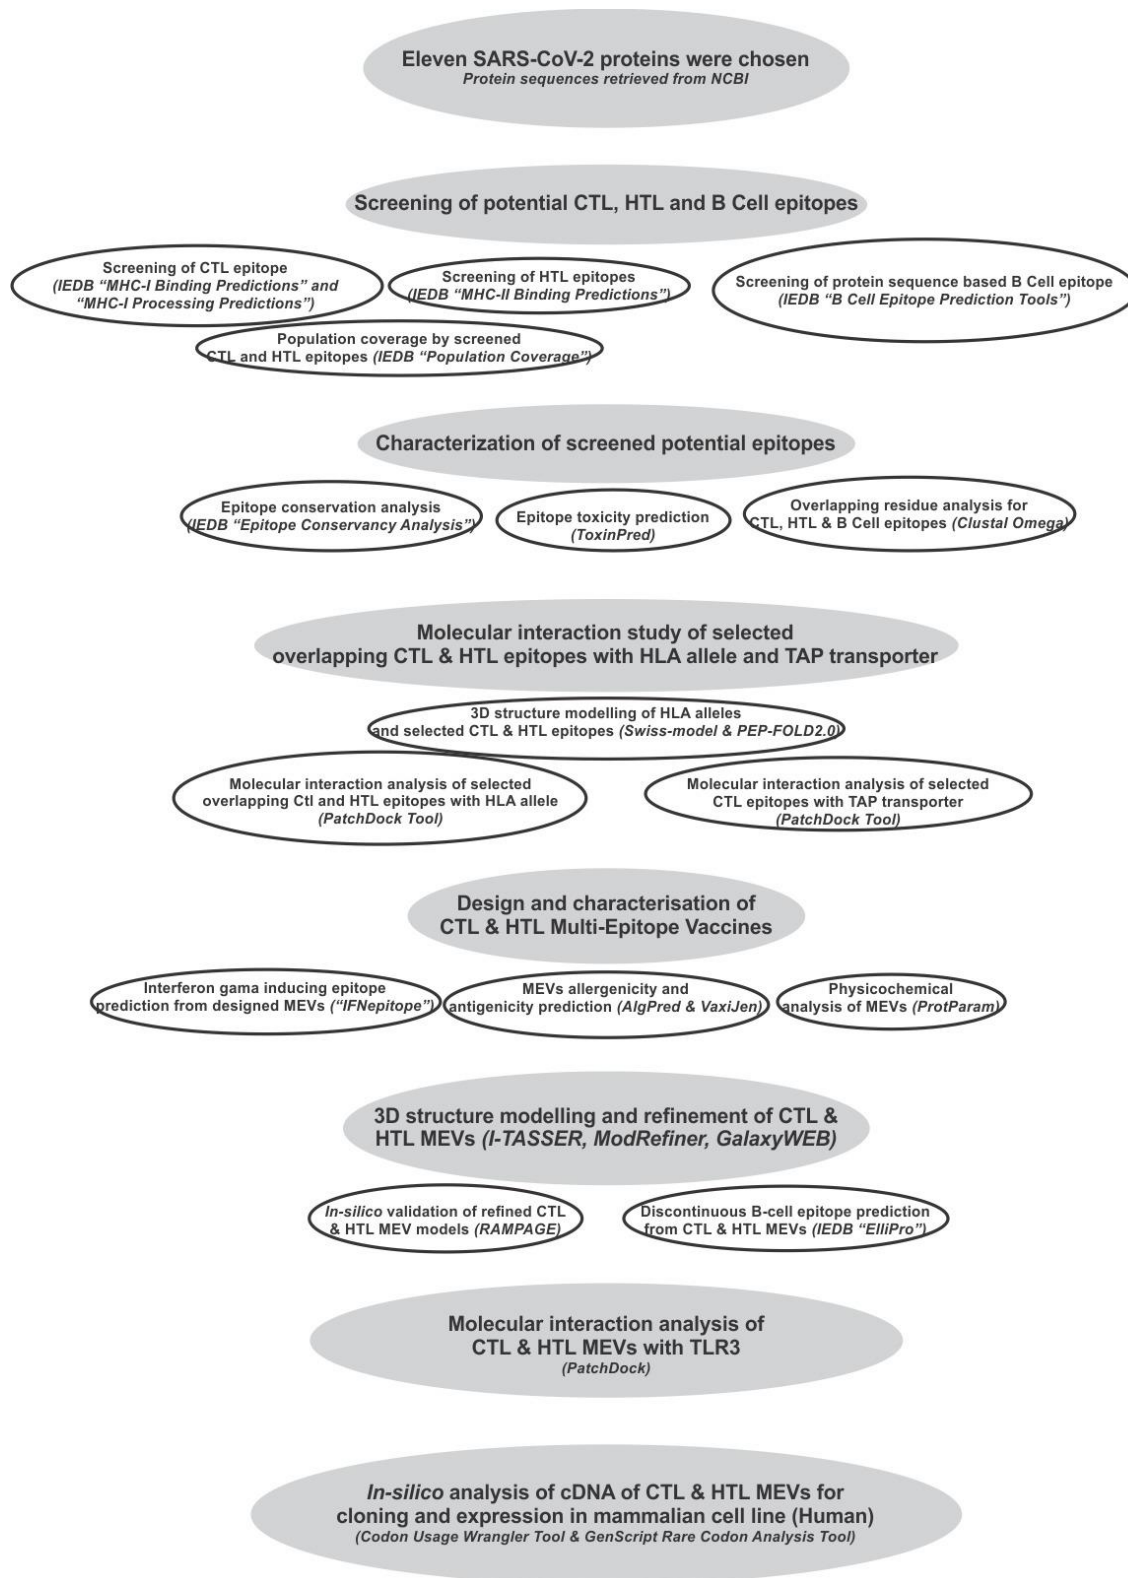 Eleven SARS-CoV-2 proteins were chosen
Protein sequences retrieved from NCBI
Screening of potential CTL, HTL and B Cell epitopes
Screening of CTL epitope
(IEDB “MHC-I Binding Predictions” and
“MHC-I Processing Predictions”)
Screening of HTL epitopes
(IEDB “MHC-II Binding Predictions”)
Screening of protein sequence based B Cell epitope
(IEDB “B Cell Epitope Prediction Tools”)
Population coverage by screened
CTL and HTL epitopes (IEDB “Population Coverage”)
Characterization of screened potential epitopes
Epitope conservation analysis
(IEDB “Epitope Conservancy Analysis”)
Epitope toxicity prediction
(ToxinPred)
Overlapping residue analysis for
CTL, HTL & B Cell epitopes (Clustal Omega)
Molecular interaction study of selected
overlapping CTL & HTL epitopes with HLA allele and TAP transporter
3D structure modelling of HLA alleles
and selected CTL & HTL epitopes (Swiss-model & PEP-FOLD2.0)
Molecular interaction analysis of selected
overlapping Ctl and HTL epitopes with HLA allele
(PatchDock Tool)
Molecular interaction analysis of selected
CTL epitopes with TAP transporter
(PatchDock Tool)
Design and characterisation of
CTL & HTL Multi-Epitope Vaccines
Interferon gama inducing epitope
prediction from designed MEVs (“IFNepitope”)
MEVs allergenicity and
antigenicity prediction (AlgPred & VaxiJen)
Physicochemical
analysis of MEVs (ProtParam)
3D structure modelling and refinement of CTL &
HTL MEVs (I-TASSER, ModRefiner, GalaxyWEB)
In-silico validation of refined CTL
& HTL MEV models (RAMPAGE)
Discontinuous B-cell epitope prediction
from CTL & HTL MEVs (IEDB “ElliPro”)
Molecular interaction analysis of
CTL & HTL MEVs with TLR3
(PatchDock)
In-silico analysis of cDNA of CTL & HTL MEVs for
cloning and expression in mammalian cell line (Human)
(Codon Usage Wrangler Tool & GenScript Rare Codon Analysis Tool)